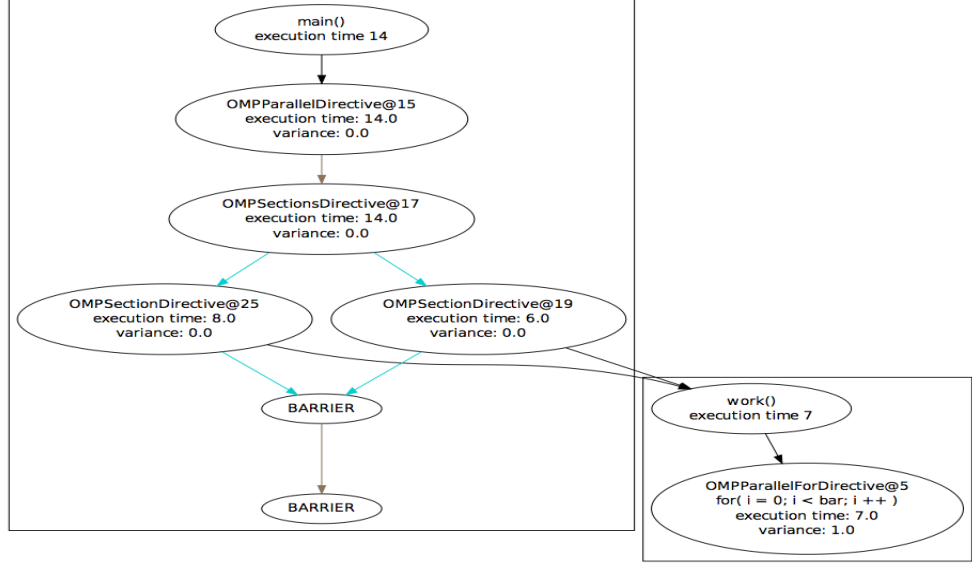 main()
execution time 14
OMPParallelDirective@15
execution time: 14.0
variance: 0.0
OMPSectionsDirective@17
execution time: 14.0
variance: 0.0
OMPSectionDirective@25
execution time: 8.0
variance: 0.0
OMPSectionDirective@19
execution time: 6.0
variance: 0.0
BARRIER
work()
execution time 7
BARRIER
OMPParallelForDirective@5
for( i = 0; i < bar; i ++ )
execution time: 7.0
variance: 1.0